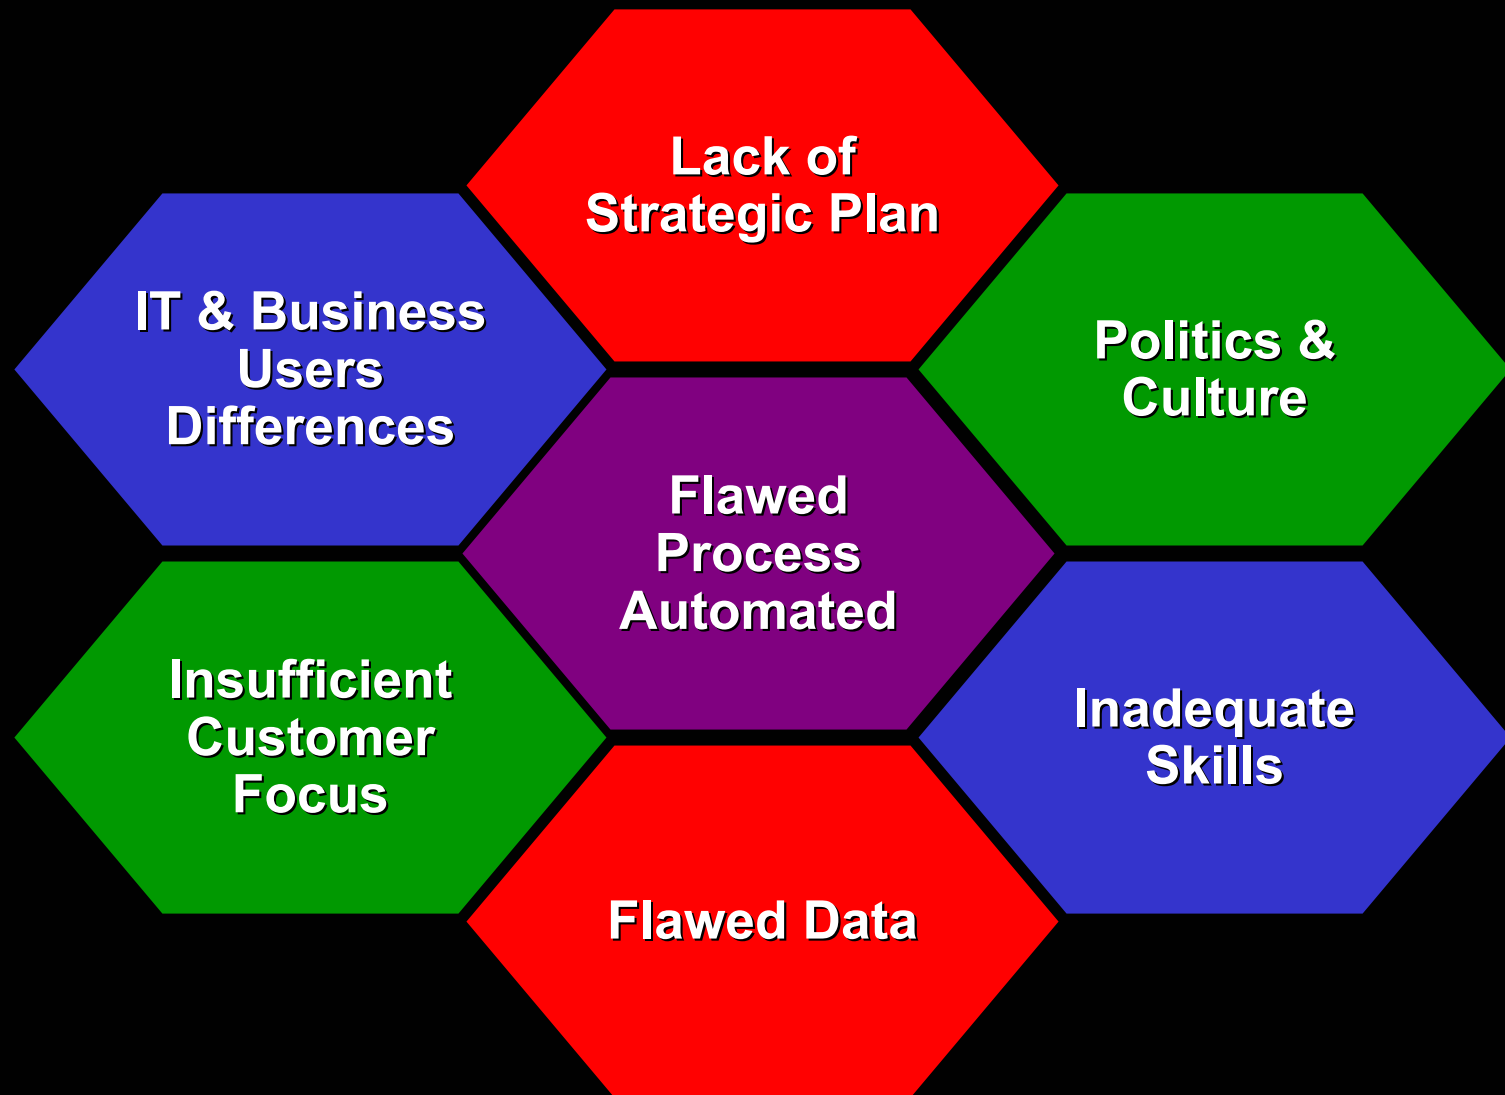 Lack of
Strategic Plan
IT & Business
Users
Differences
Politics &
Culture
Flawed
Process
Automated
Insufficient
Customer
Focus
Inadequate
Skills
Flawed Data